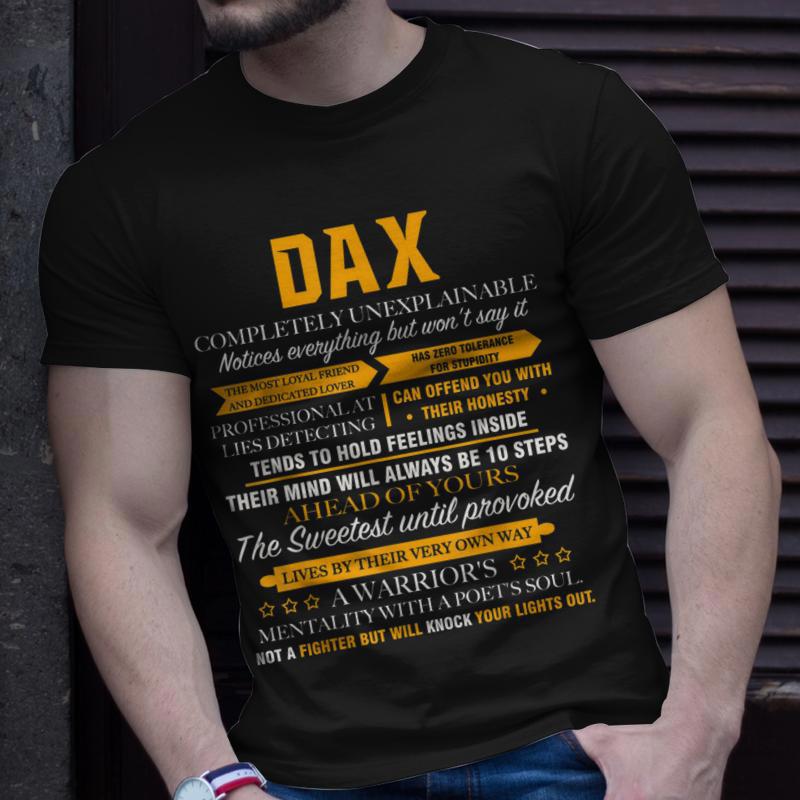 DAX
COMPLETELY UNEXPLAINABLE
Notices everything but won't say it
THE MOST LOYAL FRIEND
AND DEDICATED LOVER
HAS ZERO TOLERANCE
FOR STUPIDITY
PROFESSIONAL AT
LIES DETECTING
CAN OFFEND YOU WITH
• THEIR HONESTY •
TENDS TO HOLD FEELINGS INSIDE
THEIR MIND WILL ALWAYS BE 10 STEPS
AHEAD OF YOURS
The Sweetest until provoked
LIVES BY THEIR VERY OWN WAY
A WARRIOR'S
MENTALITY WITH A POET'S SOUL.
NOT A FIGHTER BUT WILL KNOCK YOUR LIGHTS OUT.